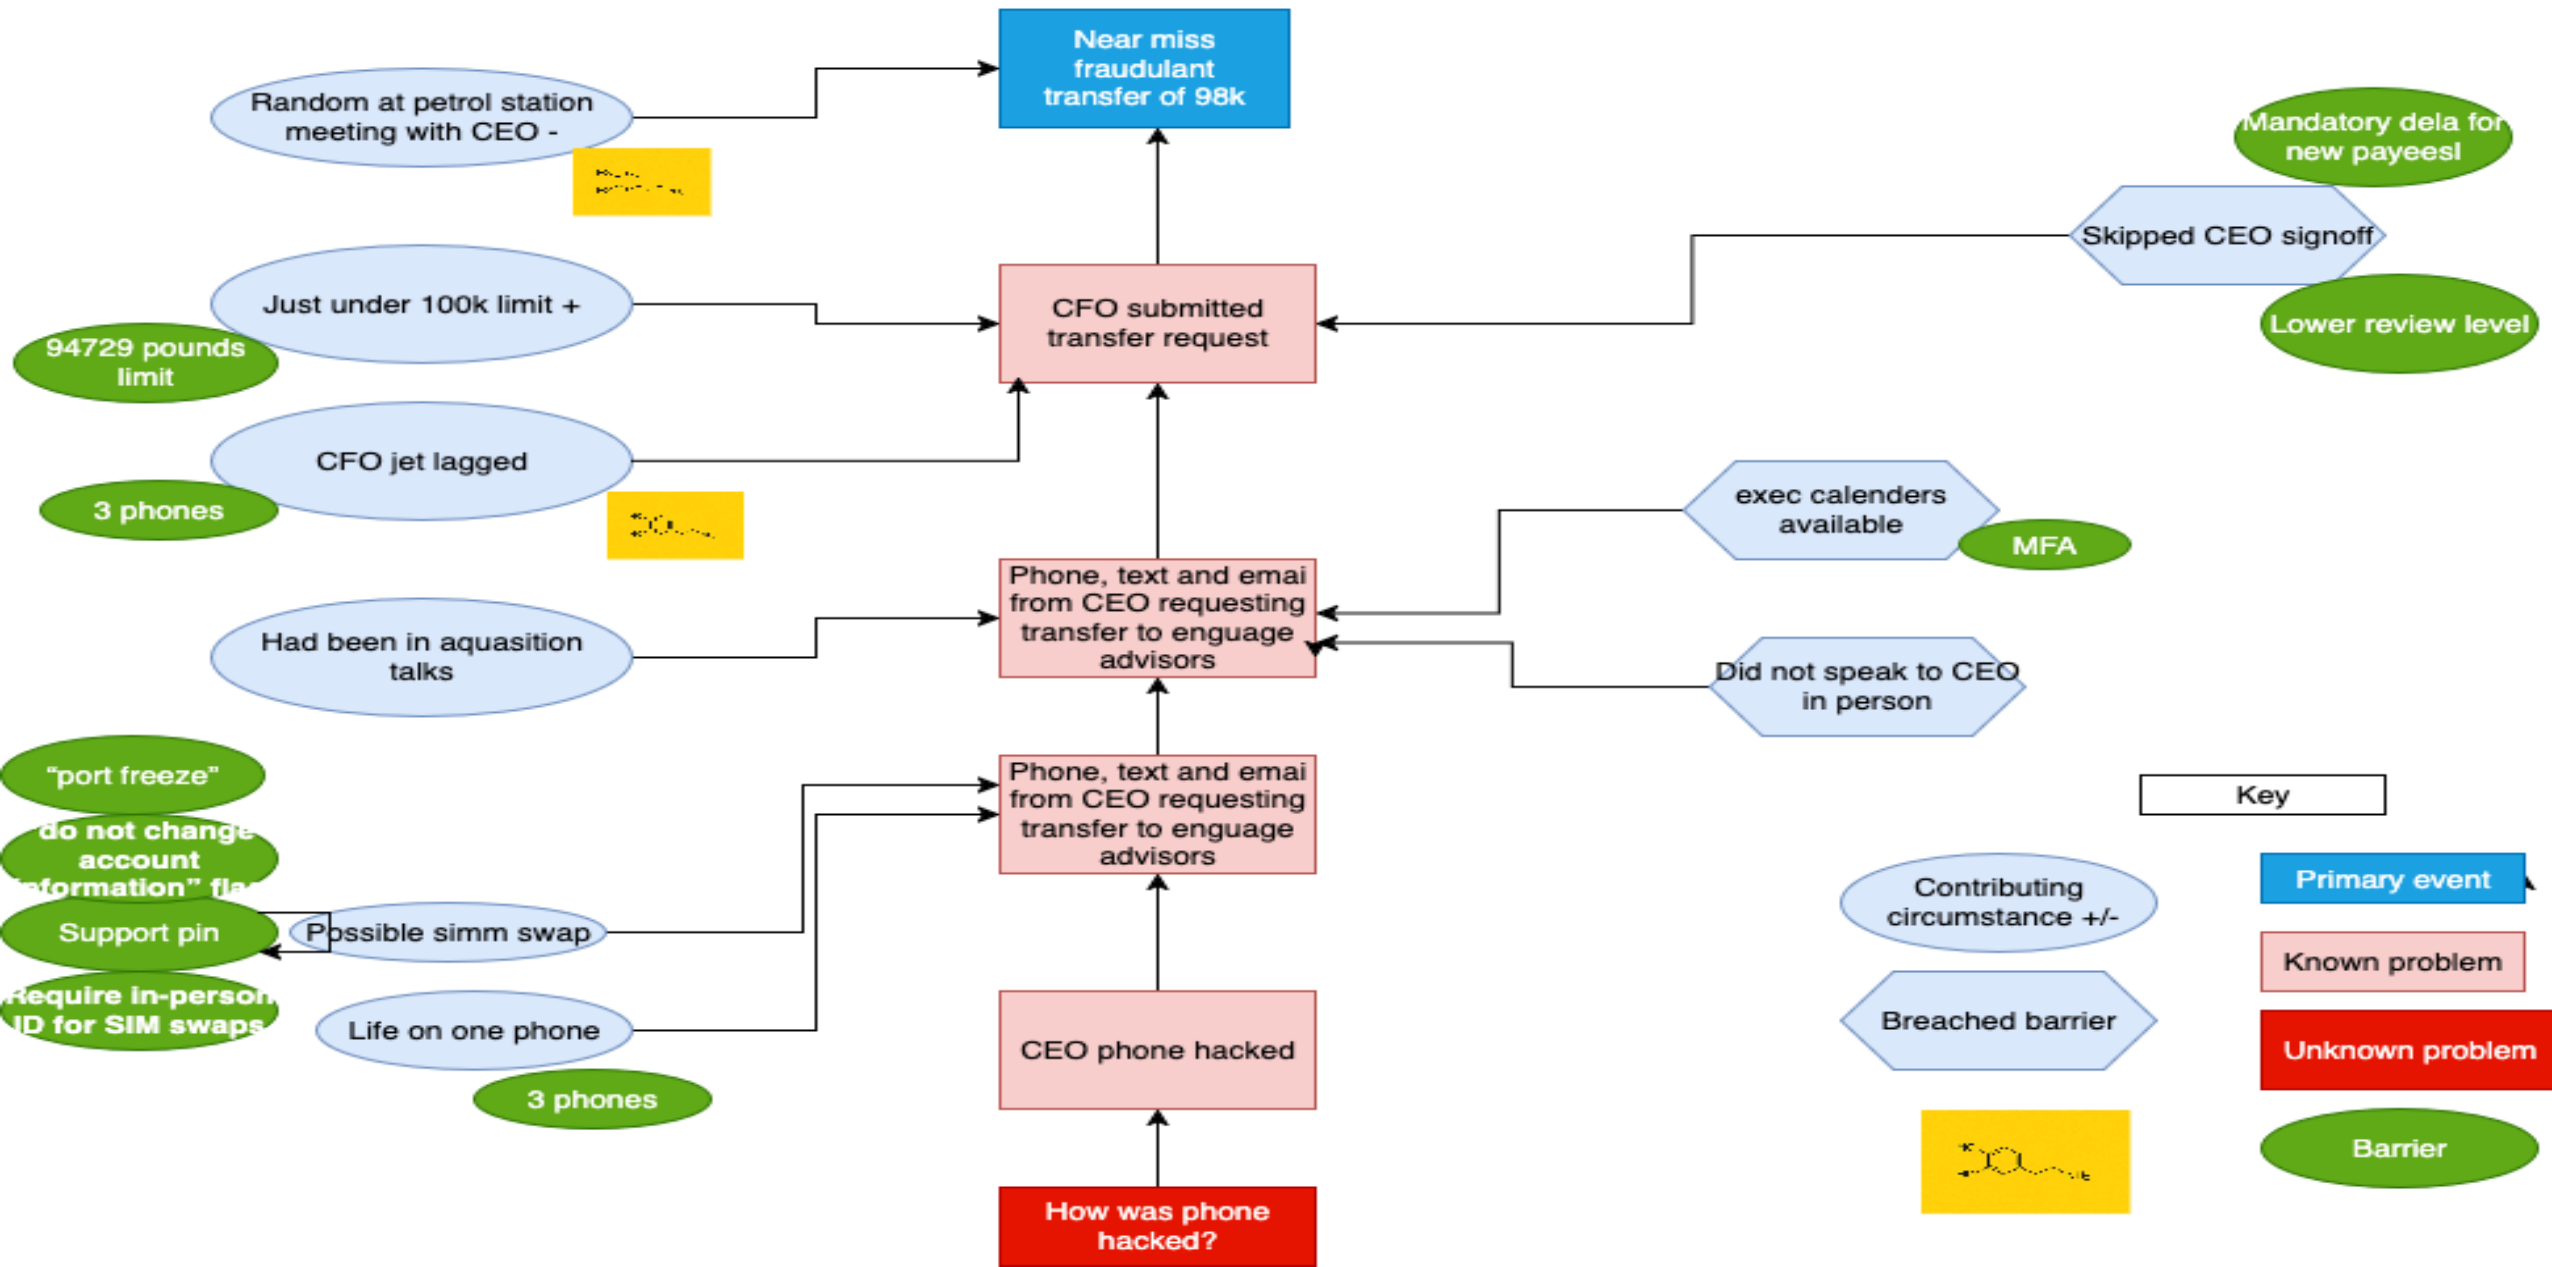 Near miss
fraudulant
transfer of 98k
Random at petrol station
meeting with CEO -
Mandatory dela for
new payeesl
Skipped CEO signoff
Lower review level
Just under 100k limit +
94729 pounds
limit
CFO submitted
transfer request
CFO jet lagged
3 phones
exec calenders
available
MFA
Phone, text and emai
from CEO requesting
transfer to enguage
advisors
Had been in aquasition
talks
Did not speak to CEO
in person
"port freeze"
do not change
account
nformation" flag
Support pin
Require in-person
ID for SIM swaps
Possible simm swap
Life on one phone
3 phones
Phone, text and emai
from CEO requesting
transfer to enguage
advisors
CEO phone hacked
How was phone
hacked?
Key
Contributing
circumstance +/-
Primary event
Known problem
Breached barrier
Unknown problem
Barrier